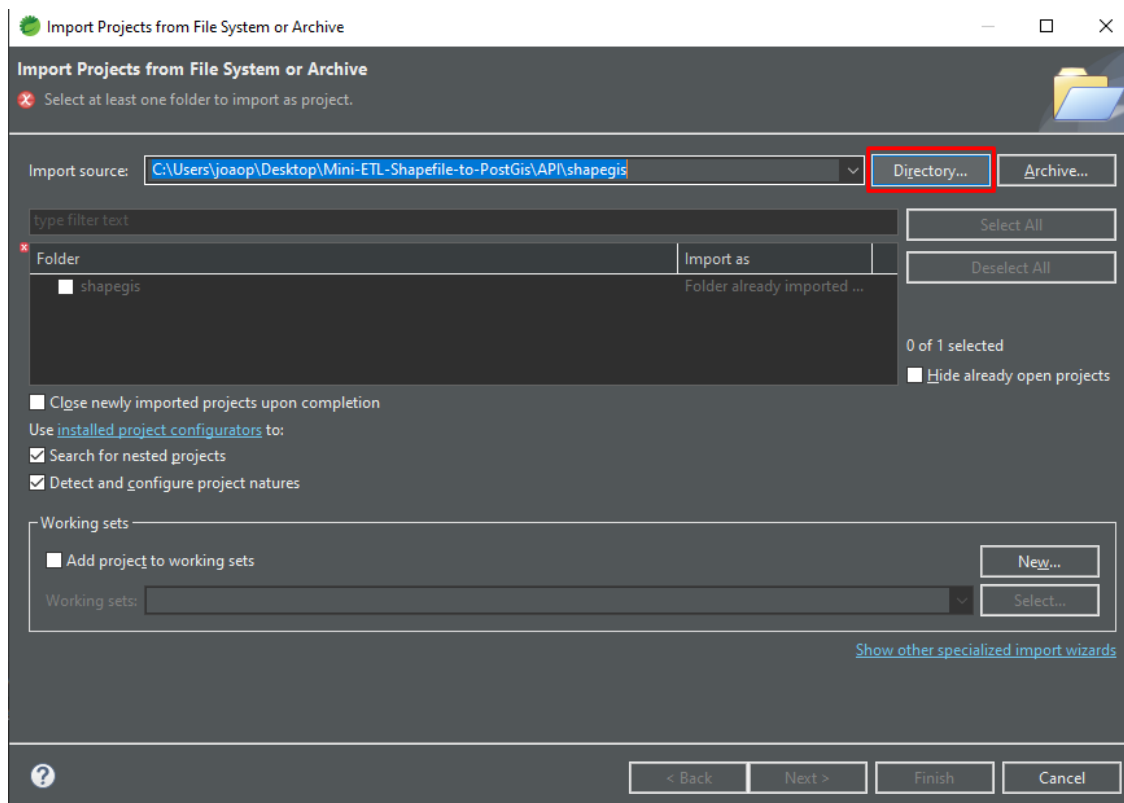 Import Projects from File System or Archive
Import Projects from File System or Archive
Select at least one folder to import as project.
Import source: C:\Users\joaop\Desktop\Mini-ETL-Shapefile-to-PostGis\API\shapegis Directory... Archive...
type filter text Select All
Folder Import as Deselect All
shapegis Folder already imported ...
0 of 1 selected
Hide already open projects
Close newly imported projects upon completion
Use installed project configurators to:
Search for nested projects
Detect and configure project natures
Working sets
Add project to working sets New...
Working sets: Select...
Show other specialized import wizards
? < Back Next > Finish Cancel